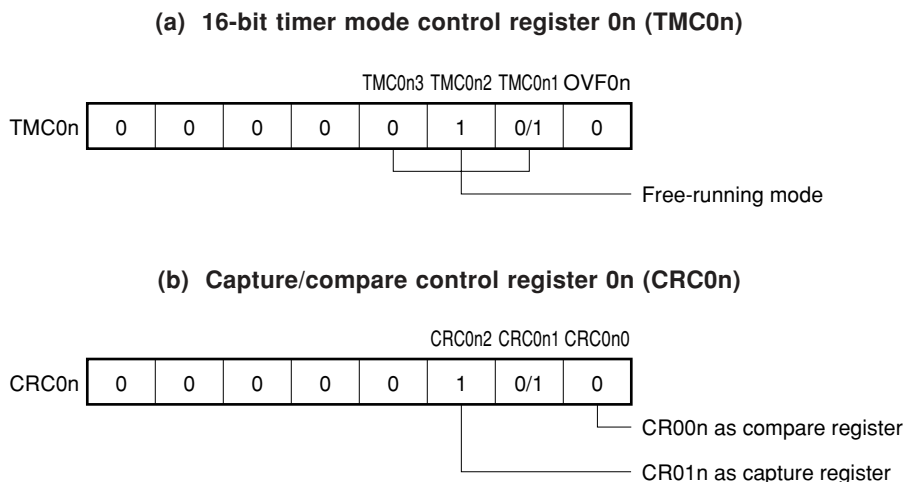 (a) 16-bit timer mode control register 0n (TMC0n)
TMC0n3 TMC0n2 TMC0n1 OVF0n
TMC0n 0 0 0 0 0 1 0/1 0
Free-running mode
(b) Capture/compare control register 0n (CRC0n)
CRC0n2 CRC0n1 CRC0n0
CRC0n 0 0 0 0 0 1 0/1 0
CR00n as compare register
CR01n as capture register